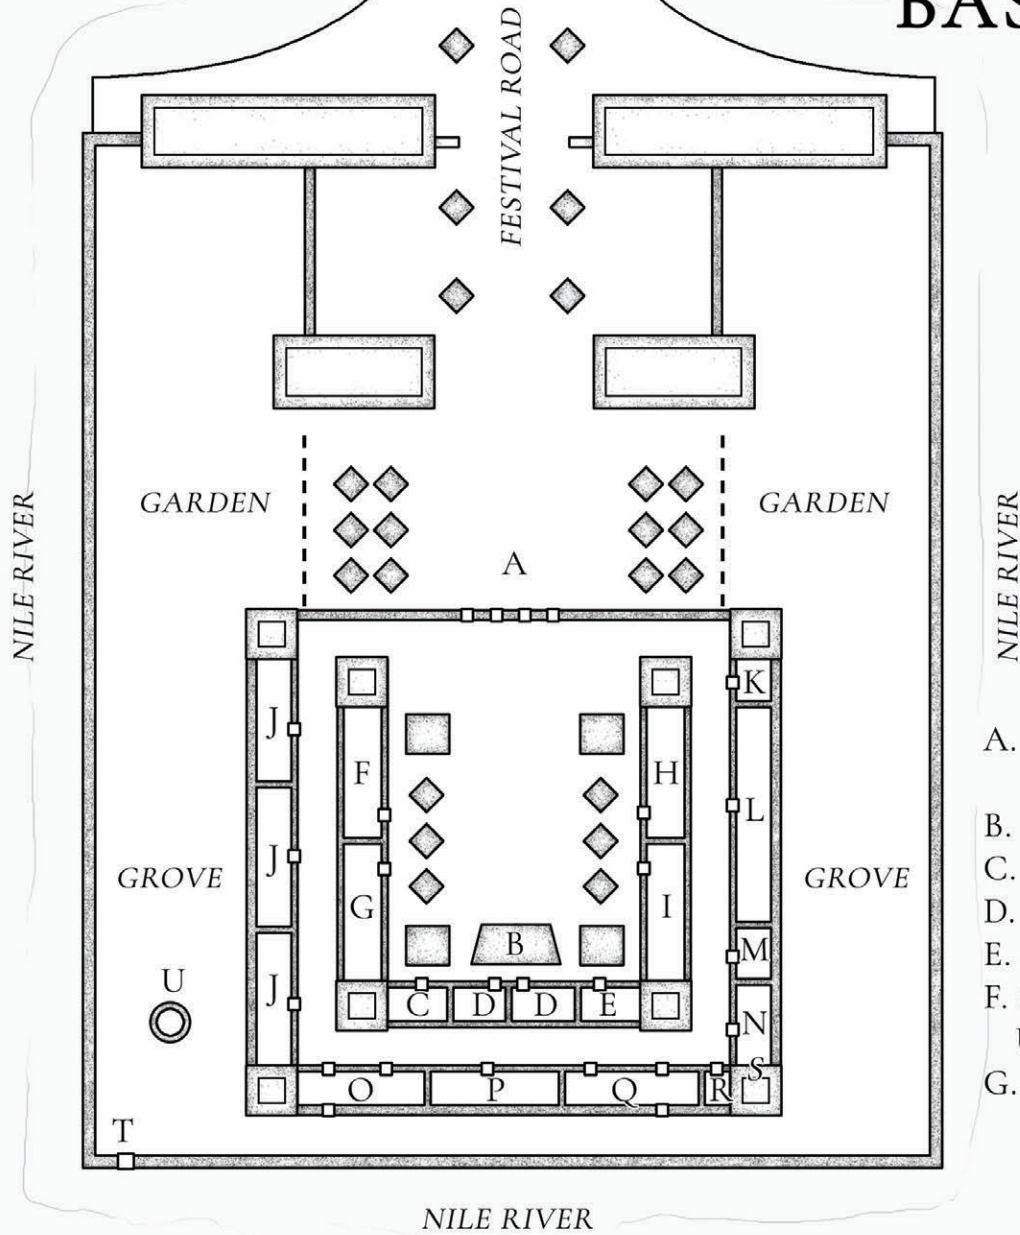 BAS
FESTIVAL ROAD
NILE RIVER
NILE RIVER
GARDEN
GARDEN
A
K
J
F
H
L
A.
B.
J
C.
GROVE
GROVE
G
I
D.
B
M
E.
U
C
D
D
E
F.
N
J
S
G.
O
P
Q
R
T
NILE RIVER